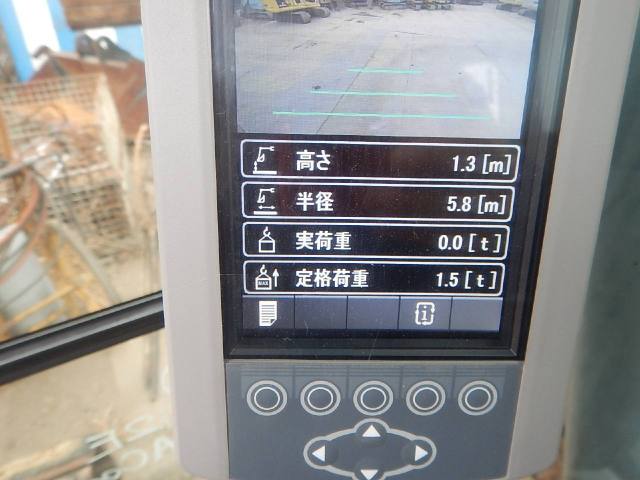 高さ 1.3 [m]
半径 5.8 [m]
実荷重 0.0 [t]
MAX 定格荷重 1.5 [t]
i